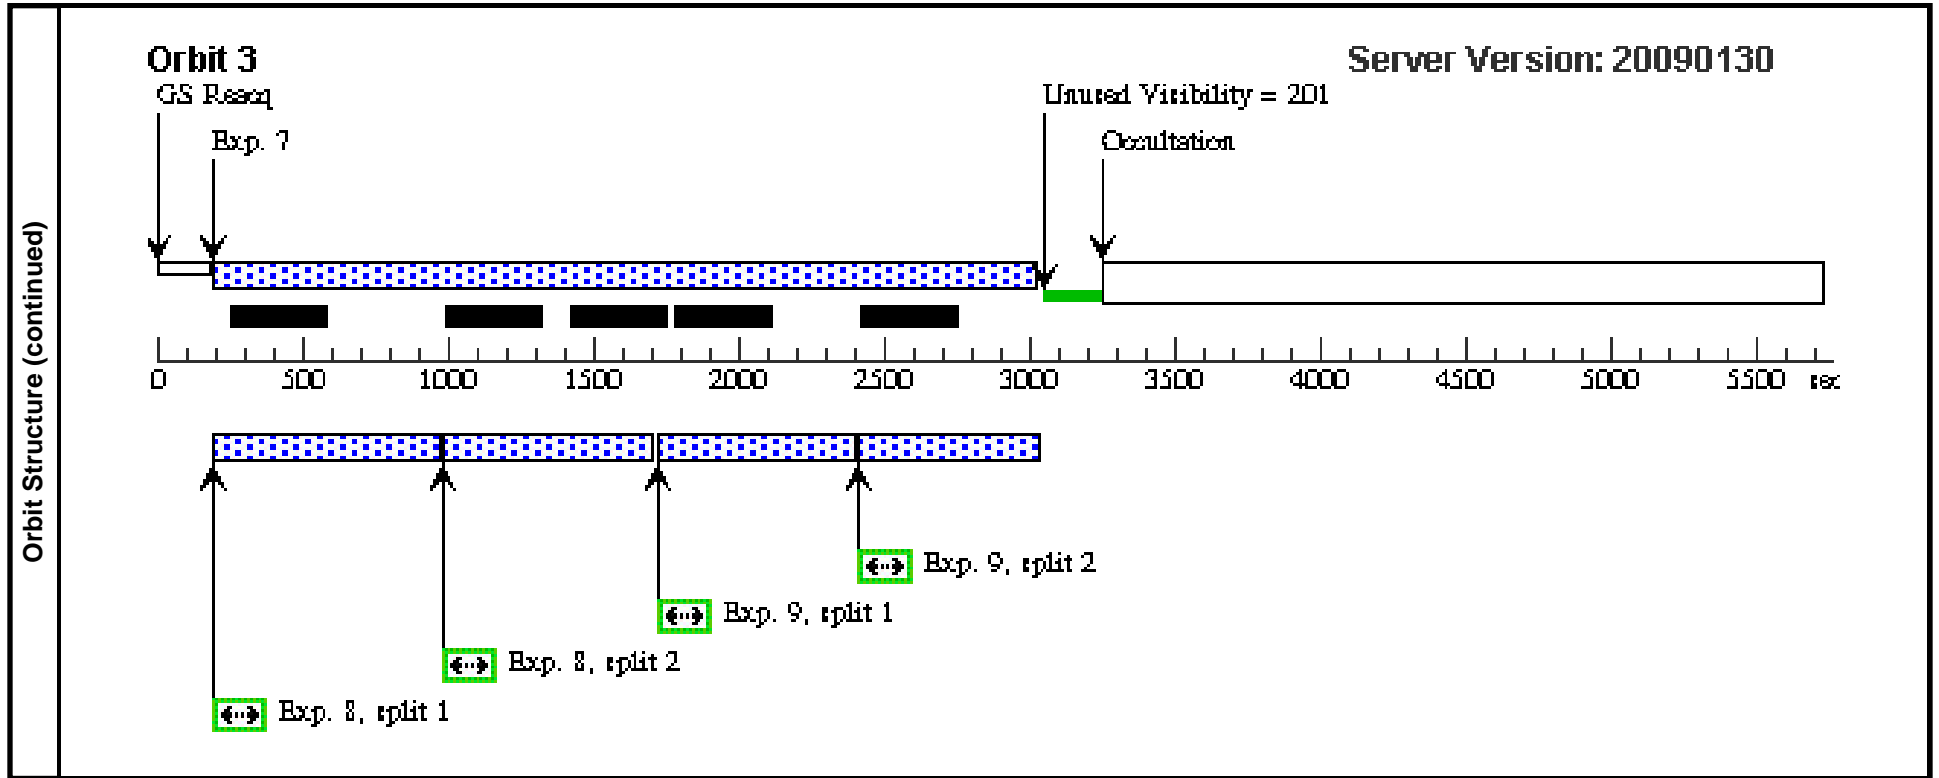 Orbit Structure (continued)
Orbit 3
Server Version: 20090130
GS Reacq
Unused Visibility = 201
Exp. 7
Occultation
0 500 1000 1500 2000 2500 3000 3500 4000 4500 5000 5500 sec
Exp. 9, split 2
Exp. 9, split 1
Exp. 8, split 2
Exp. 8, split 1